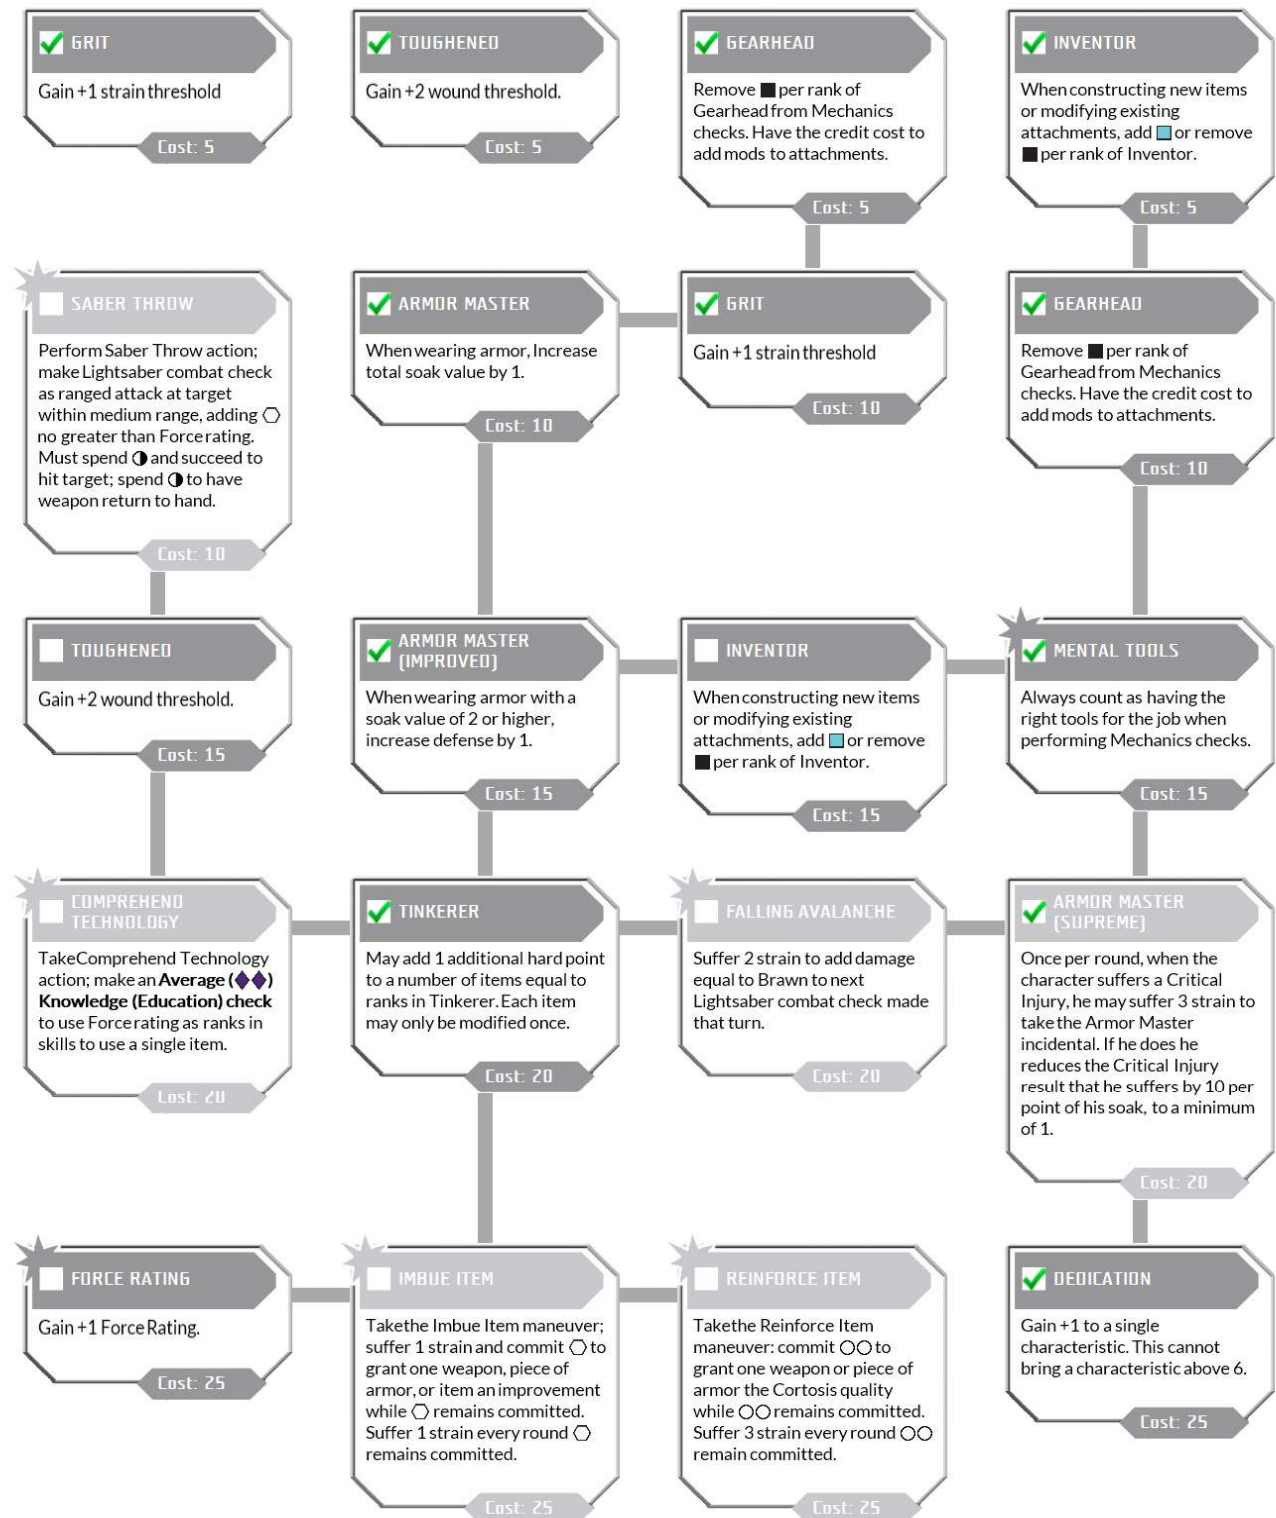 GRIT
Gain +1 strain threshold
Cost: 5
TOUGHENED
Gain +2 wound threshold.
Cost: 5
GEARHEAD
Remove ■ per rank of
Gearhead from Mechanics
checks. Have the credit cost to
add mods to attachments.
Cost: 5
INVENTOR
When constructing new items
or modifying existing
attachments, add ■ or remove
■ per rank of Inventor.
Cost: 5
SABER THROW
Perform Saber Throw action;
make Lightsaber combat check
as ranged attack at target
within medium range, adding ⬡
no greater than Force rating.
Must spend ◑ and succeed to
hit target; spend ◑ to have
weapon return to hand.
Cost: 10
ARMOR MASTER
When wearing armor, Increase
total soak value by 1.
Cost: 10
GRIT
Gain +1 strain threshold
Cost: 10
GEARHEAD
Remove ■ per rank of
Gearhead from Mechanics
checks. Have the credit cost to
add mods to attachments.
Cost: 10
TOUGHENED
Gain +2 wound threshold.
Cost: 15
ARMOR MASTER
(IMPROVED)
When wearing armor with a
soak value of 2 or higher,
increase defense by 1.
Cost: 15
INVENTOR
When constructing new items
or modifying existing
attachments, add ■ or remove
■ per rank of Inventor.
Cost: 15
MENTAL TOOLS
Always count as having the
right tools for the job when
performing Mechanics checks.
Cost: 15
COMPREHEND
TECHNOLOGY
TakeComprehend Technology
action; make an Average (◆◆)
Knowledge (Education) check
to use Force rating as ranks in
skills to use a single item.
Cost: 20
TINKERER
May add 1 additional hard point
to a number of items equal to
ranks in Tinkerer. Each item
may only be modified once.
Cost: 20
FALLING AVALANCHE
Suffer 2 strain to add damage
equal to Brawn to next
Lightsaber combat check made
that turn.
Cost: 20
ARMOR MASTER
(SUPREME)
Once per round, when the
character suffers a Critical
Injury, he may suffer 3 strain to
take the Armor Master
incidental. If he does he
reduces the Critical Injury
result that he suffers by 10 per
point of his soak, to a minimum
of 1.
Cost: 20
FORCE RATING
Gain +1 Force Rating.
Cost: 25
IMBUE ITEM
Takethe Imbue Item maneuver;
suffer 1 strain and commit ⬡ to
grant one weapon, piece of
armor, or item an improvement
while ⬡ remains committed.
Suffer 1 strain every round ⬡
remains committed.
Cost: 25
REINFORCE ITEM
Takethe Reinforce Item
maneuver: commit ○○ to
grant one weapon or piece of
armor the Cortosis quality
while ○○ remains committed.
Suffer 3 strain every round ○○
remain committed.
Cost: 25
DEDICATION
Gain +1 to a single
characteristic. This cannot
bring a characteristic above 6.
Cost: 25